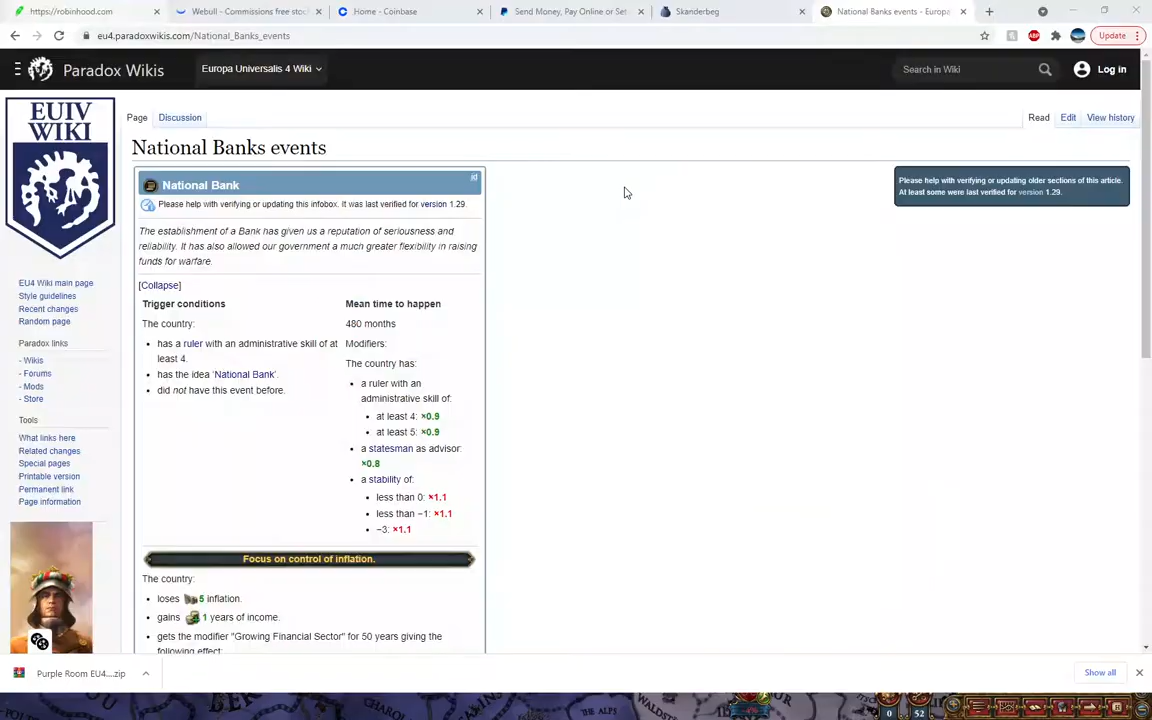 https://robinhood.com
Webull - Commissions free stoc
Home - Coinbase
Send Money, Pay Online or Set
Skanderbeg
National Banks events - Europa
eu4.paradoxwikis.com/National_Banks_events
ABP
Update
Paradox Wikis
Europa Universalis 4 Wiki
Search in Wiki
Log in
EUIV
WIKI
Page
Discussion
Read
Edit
View history
National Banks events
National Bank
Please help with verifying or updating this infobox. It was last verified for version 1.29.
Please help with verifying or updating older sections of this article.
At least some were last verified for version 1.29.
The establishment of a Bank has given us a reputation of seriousness and
reliability. It has also allowed our government a much greater flexibility in raising
funds for warfare.
[Collapse]
Trigger conditions
The country:
has a ruler with an administrative skill of at
least 4.
has the idea 'National Bank'.
did not have this event before.
Mean time to happen
480 months
Modifiers:
The country has:
a ruler with an
administrative skill of:
at least 4: ×0.9
at least 5: ×0.9
a statesman as advisor:
×0.8
a stability of:
less than 0: ×1.1
less than −1: ×1.1
−3: ×1.1
Focus on control of inflation.
The country:
loses 5 inflation.
gains 1 years of income.
gets the modifier "Growing Financial Sector" for 50 years giving the
following effect:
EU4 Wiki main page
Style guidelines
Recent changes
Random page
Paradox links
- Wikis
- Forums
- Mods
- Store
Tools
What links here
Related changes
Special pages
Printable version
Permanent link
Page information
Purple Room EU4....zip
Show all
THE ALPS
0
52